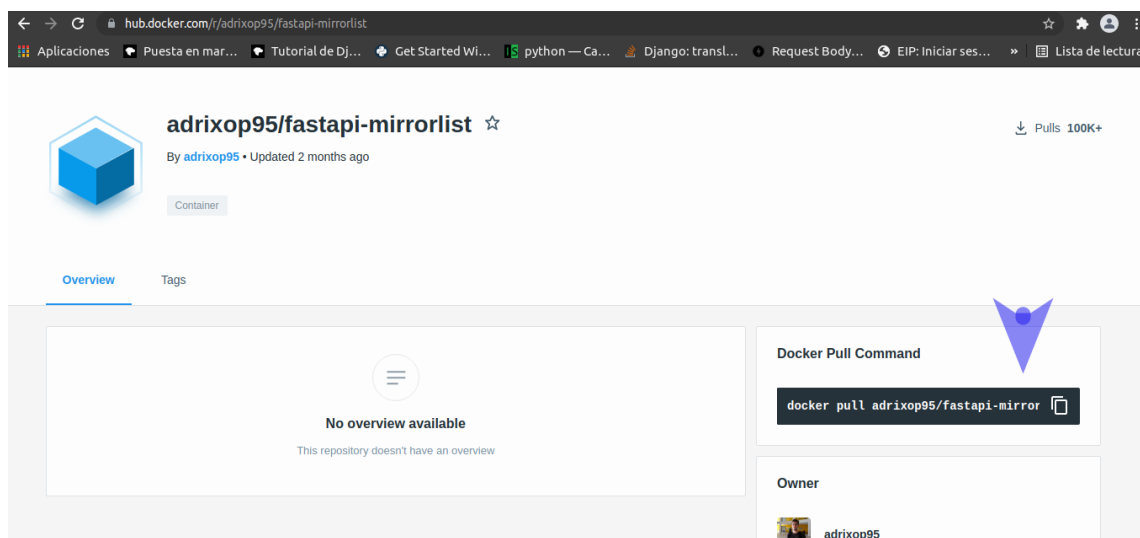 hub.docker.com/r/adrixop95/fastapi-mirrorlist
Aplicaciones Puesta en mar... Tutorial de Dj... Get Started Wi... python — Ca... Django: transl... Request Body... EIP: Iniciar ses... » Lista de lectura
adrixop95/fastapi-mirrorlist
Pulls 100K+
By adrixop95 • Updated 2 months ago
Container
Overview Tags
No overview available
This repository doesn't have an overview
Docker Pull Command
docker pull adrixop95/fastapi-mirror
Owner
adrixop95